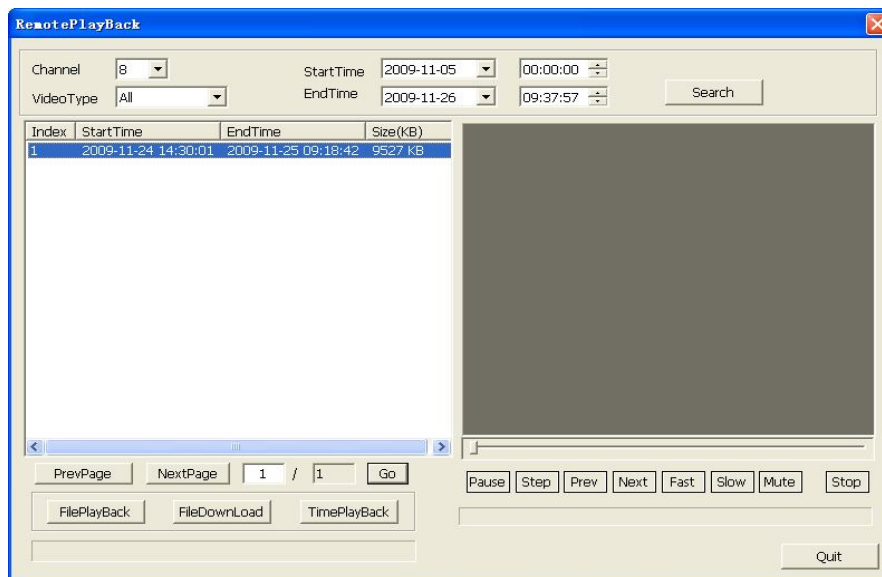 RemotePlayBack
Channel 8 StartTime 2009-11-05 00:00:00
VideoType All EndTime 2009-11-26 09:37:57 Search
Index StartTime EndTime Size(KB)
1 2009-11-24 14:30:01 2009-11-25 09:18:42 9527 KB
PrevPage NextPage 1 / 1 Go
Pause Step Prev Next Fast Slow Mute Stop
FilePlayBack FileDownLoad TimePlayBack
Quit